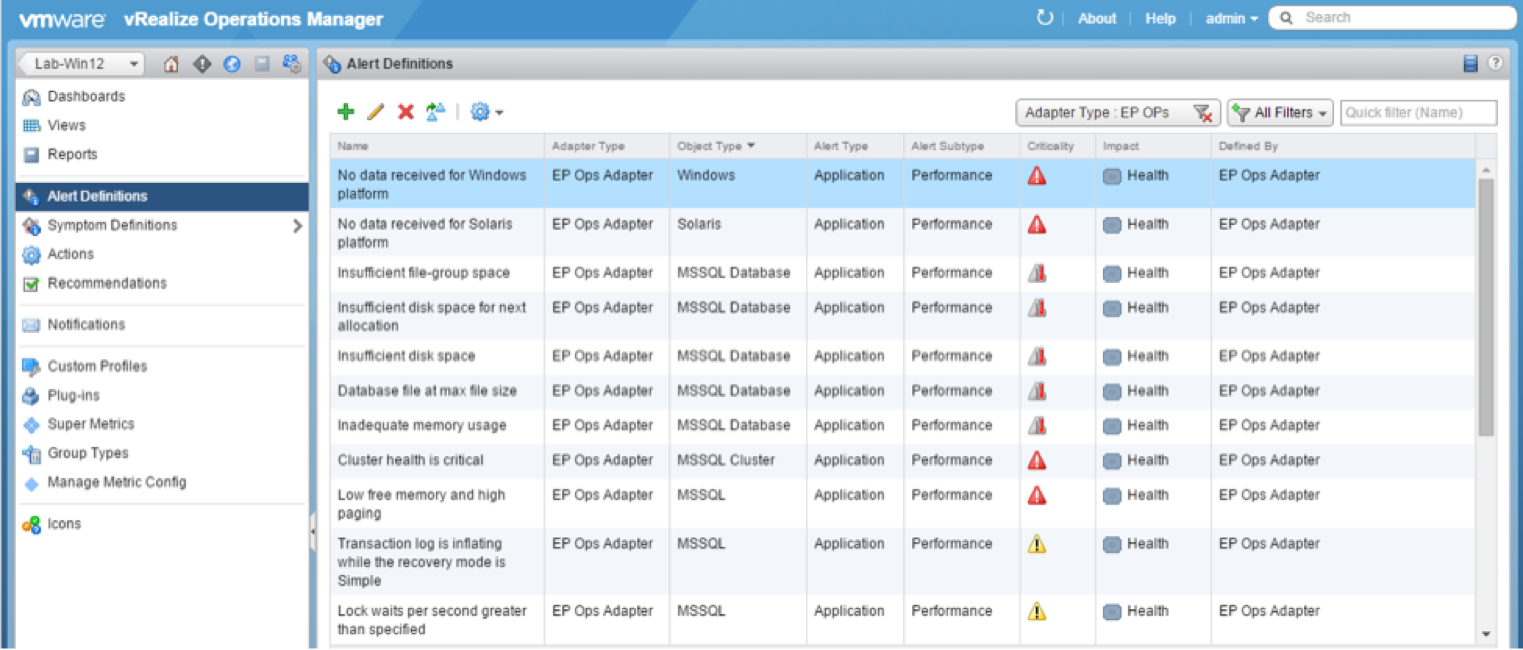 vmware vRealize Operations Manager
About Help admin Search
Lab-Win12
Dashboards
Views
Reports
Alert Definitions
Symptom Definitions
Actions
Recommendations
Notifications
Custom Profiles
Plug-ins
Super Metrics
Group Types
Manage Metric Config
Icons
Alert Definitions
Adapter Type : EP OPs All Filters Quick filter (Name)
Name Adapter Type Object Type Alert Type Alert Subtype Criticality Impact Defined By
No data received for Windows EP Ops Adapter Windows Application Performance Health EP Ops Adapter
platform
No data received for Solaris EP Ops Adapter Solaris Application Performance Health EP Ops Adapter
platform
Insufficient file-group space EP Ops Adapter MSSQL Database Application Performance Health EP Ops Adapter
Insufficient disk space for next EP Ops Adapter MSSQL Database Application Performance Health EP Ops Adapter
allocation
Insufficient disk space EP Ops Adapter MSSQL Database Application Performance Health EP Ops Adapter
Database file at max file size EP Ops Adapter MSSQL Database Application Performance Health EP Ops Adapter
Inadequate memory usage EP Ops Adapter MSSQL Database Application Performance Health EP Ops Adapter
Cluster health is critical EP Ops Adapter MSSQL Cluster Application Performance Health EP Ops Adapter
Low free memory and high EP Ops Adapter MSSQL Application Performance Health EP Ops Adapter
paging
Transaction log is inflating EP Ops Adapter MSSQL Application Performance Health EP Ops Adapter
while the recovery mode is
Simple
Lock waits per second greater EP Ops Adapter MSSQL Application Performance Health EP Ops Adapter
than specified